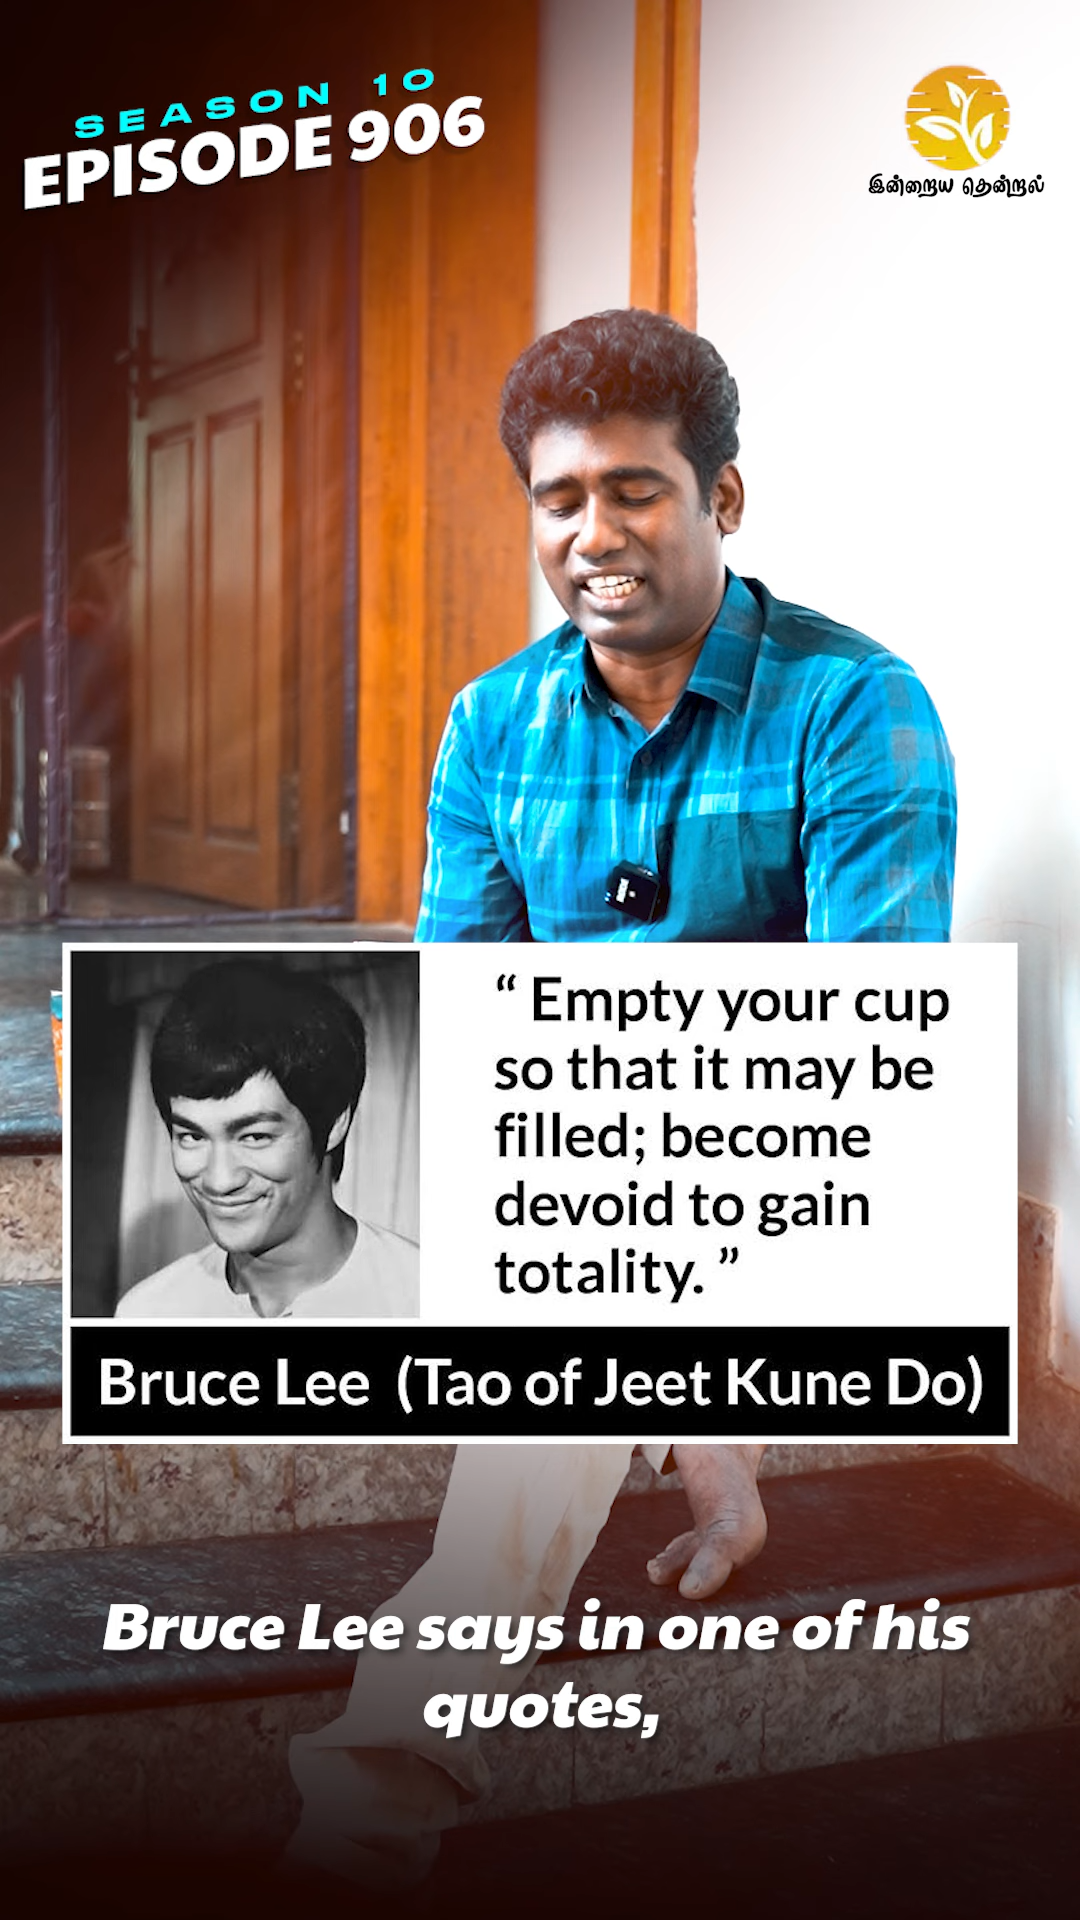 SEASON 10
EPISODE 906
இன்றைய தென்றல்
“ Empty your cup
so that it may be
filled; become
devoid to gain
totality. ”
Bruce Lee (Tao of Jeet Kune Do)
Bruce Lee says in one of his
quotes,